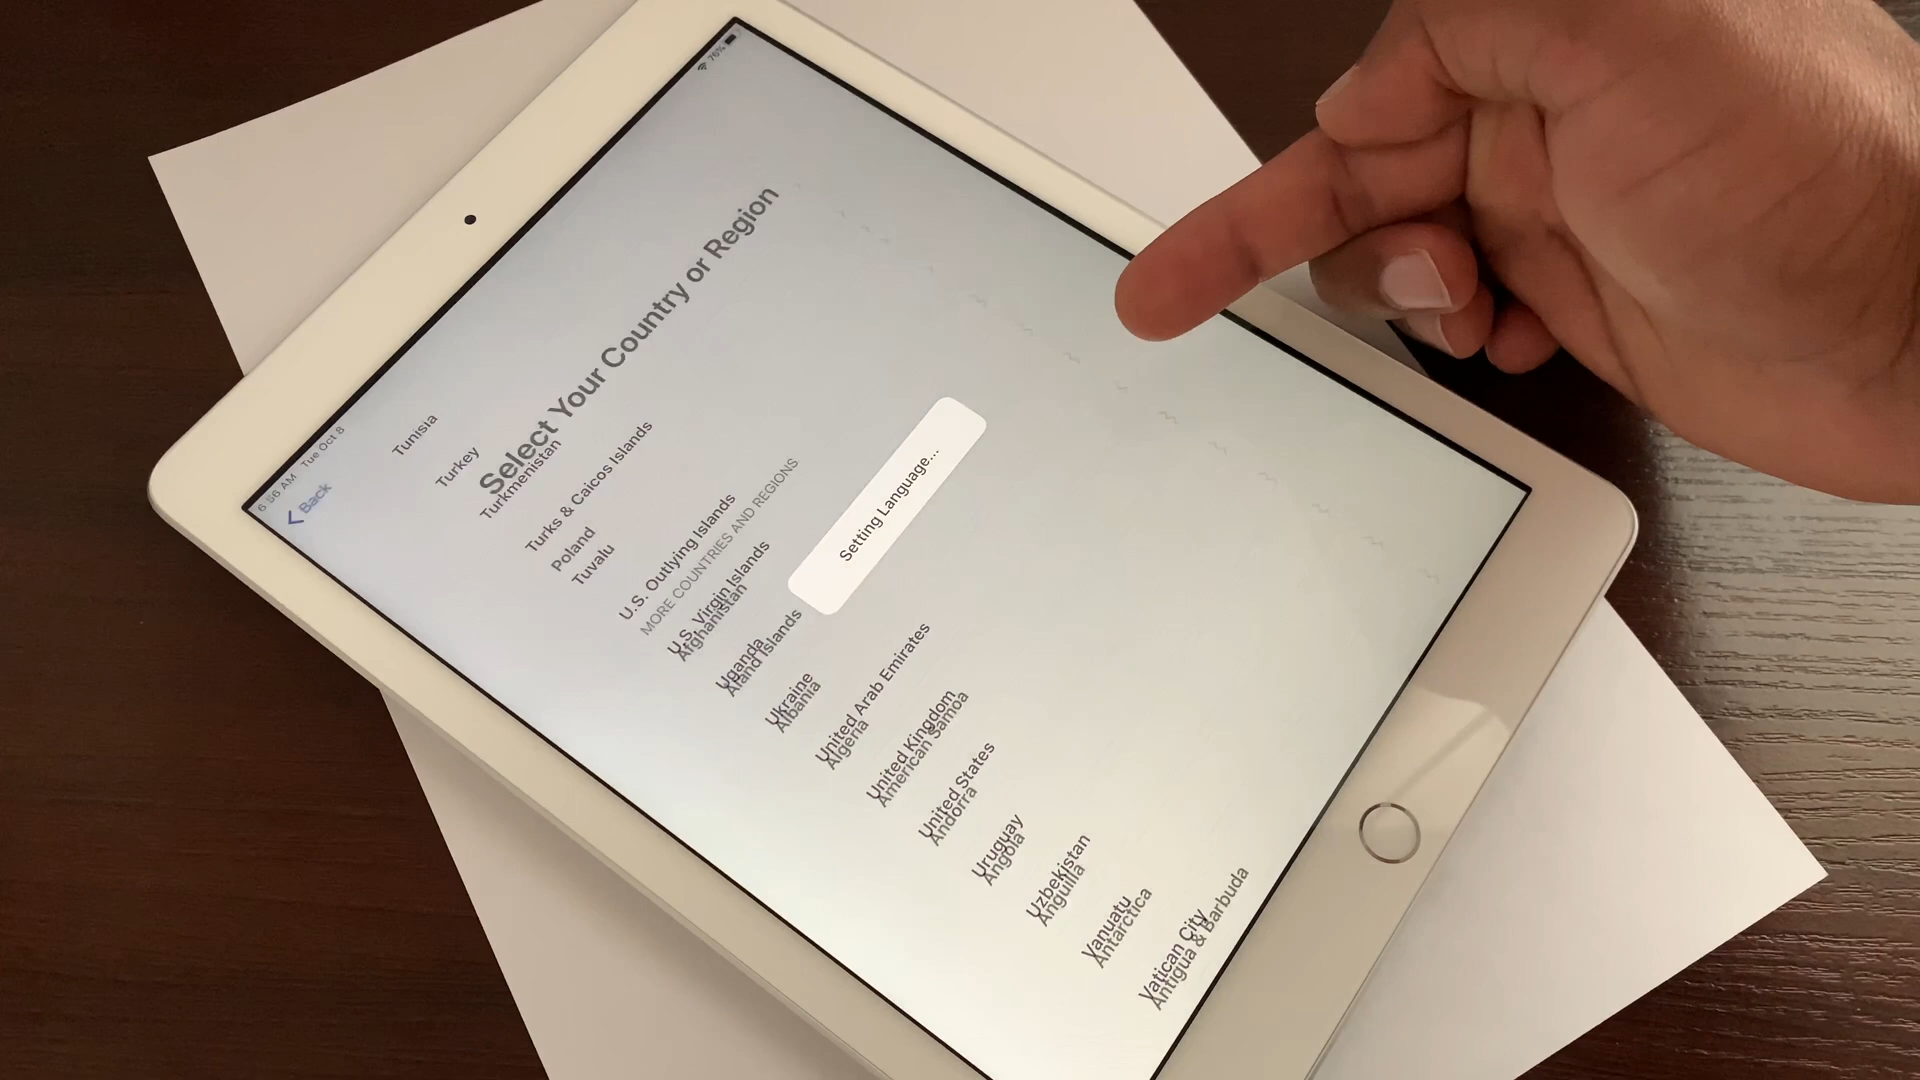 6:56 AM Tue Oct 8
76%
Back
Select Your Country or Region
Tunisia
Turkey
Turkmenistan
Turks & Caicos Islands
Poland
Tuvalu
U.S. Outlying Islands
MORE COUNTRIES AND REGIONS
U.S. Virgin Islands
Afghanistan
Uganda
Åland Islands
Ukraine
Albania
United Arab Emirates
Algeria
United Kingdom
American Samoa
United States
Andorra
Uruguay
Angola
Uzbekistan
Anguilla
Vanuatu
Antarctica
Vatican City
Antigua & Barbuda
Setting Language...